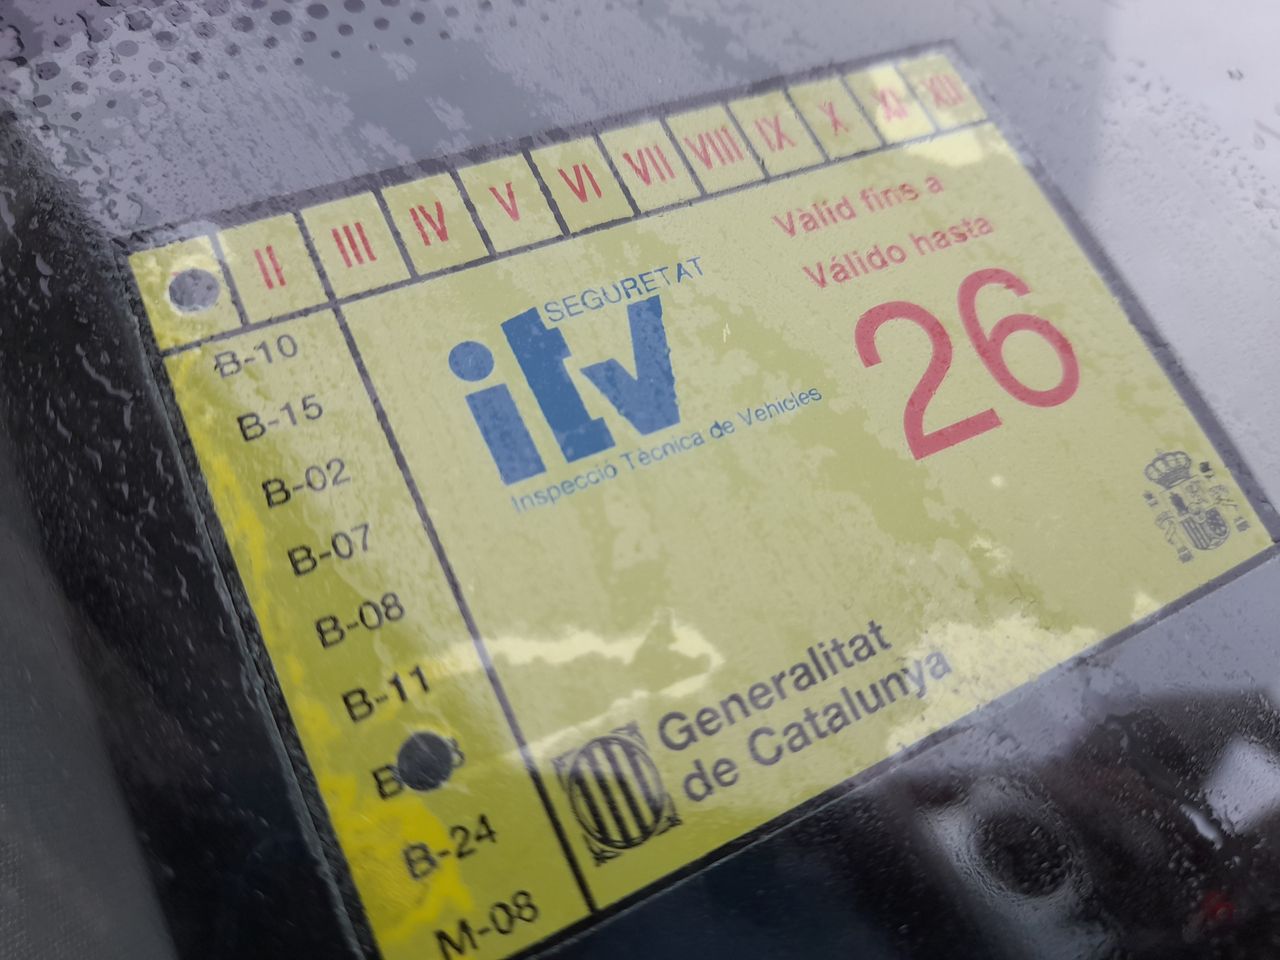 II III IV V VI VII VIII IX X XI XII
Valid fins a
Válido hasta
26
SEGURETAT
itv
Inspecció Tècnica de Vehicles
B-10
B-15
B-02
B-07
B-08
B-11
B-24
M-08
Generalitat
de Catalunya